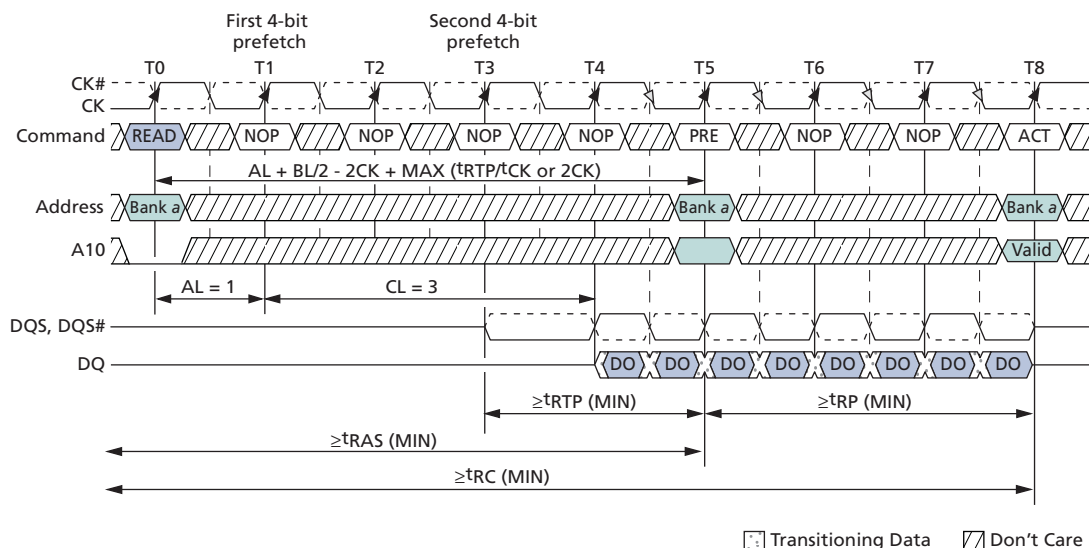 First 4-bit prefetch
Second 4-bit prefetch
T0 T1 T2 T3 T4 T5 T6 T7 T8
CK#
CK
Command READ NOP NOP NOP NOP PRE NOP NOP ACT
AL + BL/2 - 2CK + MAX (tRTP/tCK or 2CK)
Address Bank a Bank a Bank a
A10 Valid
AL = 1 CL = 3
DQS, DQS#
DQ DO DO DO DO DO DO DO DO
≥tRTP (MIN) ≥tRP (MIN)
≥tRAS (MIN)
≥tRC (MIN)
Transitioning Data Don't Care